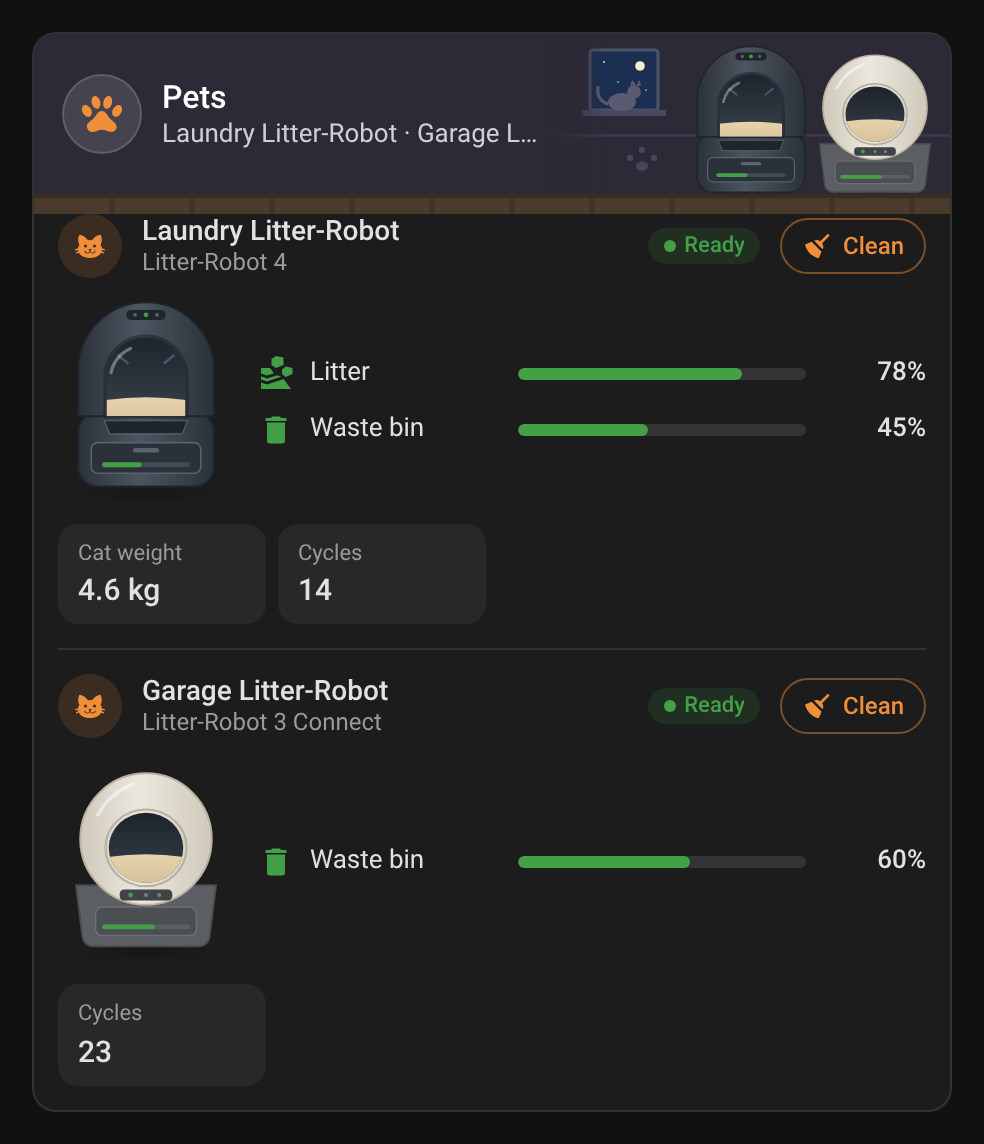 Pets
Laundry Litter-Robot · Garage L...
Laundry Litter-Robot
Litter-Robot 4
Ready
Clean
Litter
78%
Waste bin
45%
Cat weight
4.6 kg
Cycles
14
Garage Litter-Robot
Litter-Robot 3 Connect
Ready
Clean
Waste bin
60%
Cycles
23